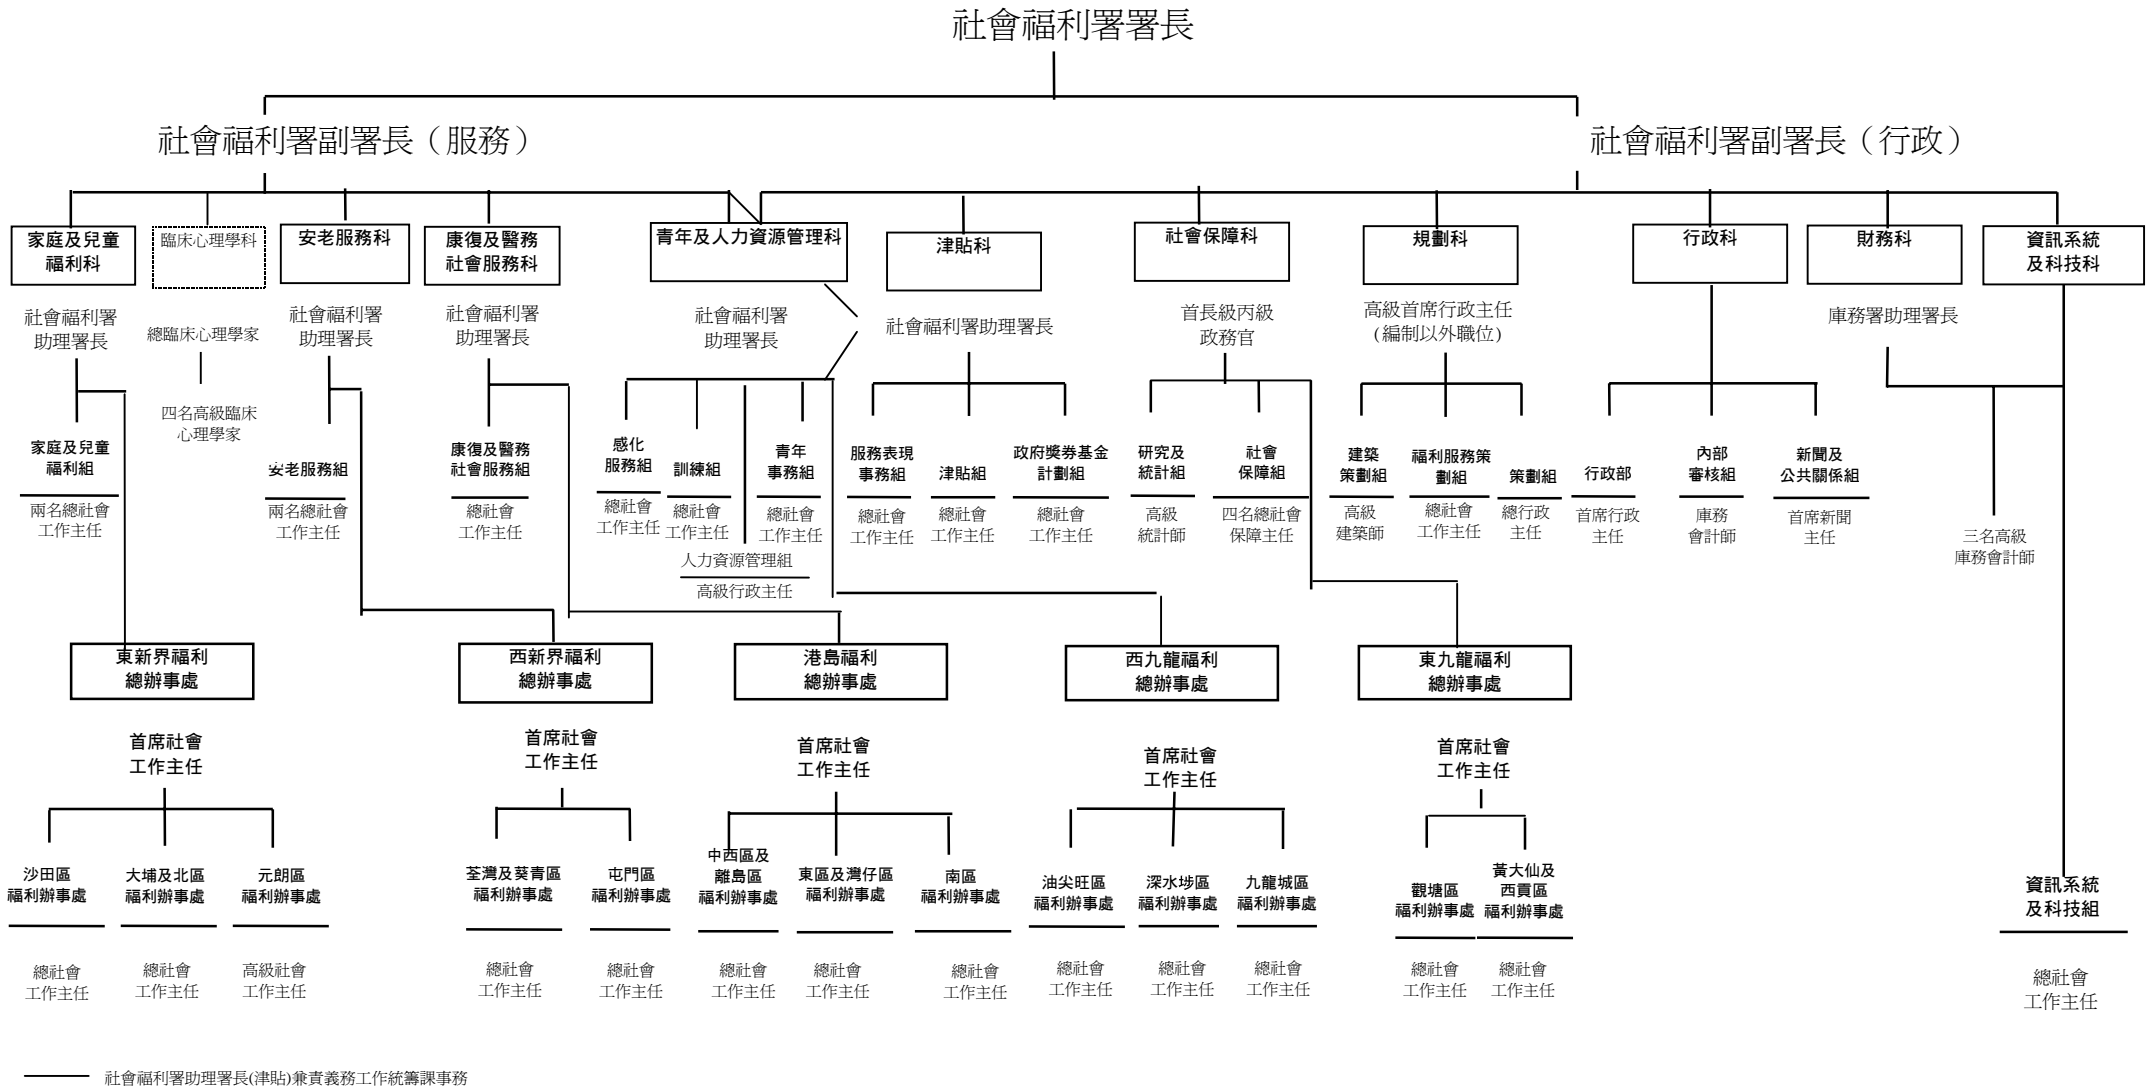 社會福利署署長
社會福利署副署長（服務）
社會福利署副署長（行政）
家庭及兒童
福利科
臨床心理學科
安老服務科
康復及醫務
社會服務科
青年及人力資源管理科
津貼科
社會保障科
規劃科
行政科
財務科
資訊系統
及科技科
社會福利署
助理署長
總臨床心理學家
社會福利署
助理署長
社會福利署
助理署長
社會福利署
助理署長
社會福利署助理署長
首長級丙級
政務官
高級首席行政主任
(編制以外職位)
庫務署助理署長
四名高級臨床
心理學家
家庭及兒童
福利組
兩名總社會
工作主任
安老服務組
兩名總社會
工作主任
康復及醫務
社會服務組
總社會
工作主任
感化
服務組
總社會
工作主任
訓練組
總社會
工作主任
青年
事務組
總社會
工作主任
人力資源管理組
高級行政主任
服務表現
事務組
總社會
工作主任
津貼組
總社會
工作主任
政府獎券基金
計劃組
總社會
工作主任
研究及
統計組
高級
統計師
社會
保障組
四名總社會
保障主任
建築
策劃組
高級
建築師
福利服務策
劃組
總社會
工作主任
策劃組
總行政
主任
行政部
首席行政
主任
內部
審核組
庫務
會計師
新聞及
公共關係組
首席新聞
主任
三名高級
庫務會計師
東新界福利
總辦事處
西新界福利
總辦事處
港島福利
總辦事處
西九龍福利
總辦事處
東九龍福利
總辦事處
首席社會
工作主任
首席社會
工作主任
首席社會
工作主任
首席社會
工作主任
首席社會
工作主任
沙田區
福利辦事處
總社會
工作主任
大埔及北區
福利辦事處
總社會
工作主任
元朗區
福利辦事處
高級社會
工作主任
荃灣及葵青區
福利辦事處
總社會
工作主任
屯門區
福利辦事處
總社會
工作主任
中西區及
離島區
福利辦事處
總社會
工作主任
東區及灣仔區
福利辦事處
總社會
工作主任
南區
福利辦事處
總社會
工作主任
油尖旺區
福利辦事處
總社會
工作主任
深水埗區
福利辦事處
總社會
工作主任
九龍城區
福利辦事處
總社會
工作主任
觀塘區
福利辦事處
總社會
工作主任
黃大仙及
西貢區
福利辦事處
總社會
工作主任
資訊系統
及科技組
總社會
工作主任
社會福利署助理署長(津貼)兼責義務工作統籌課事務